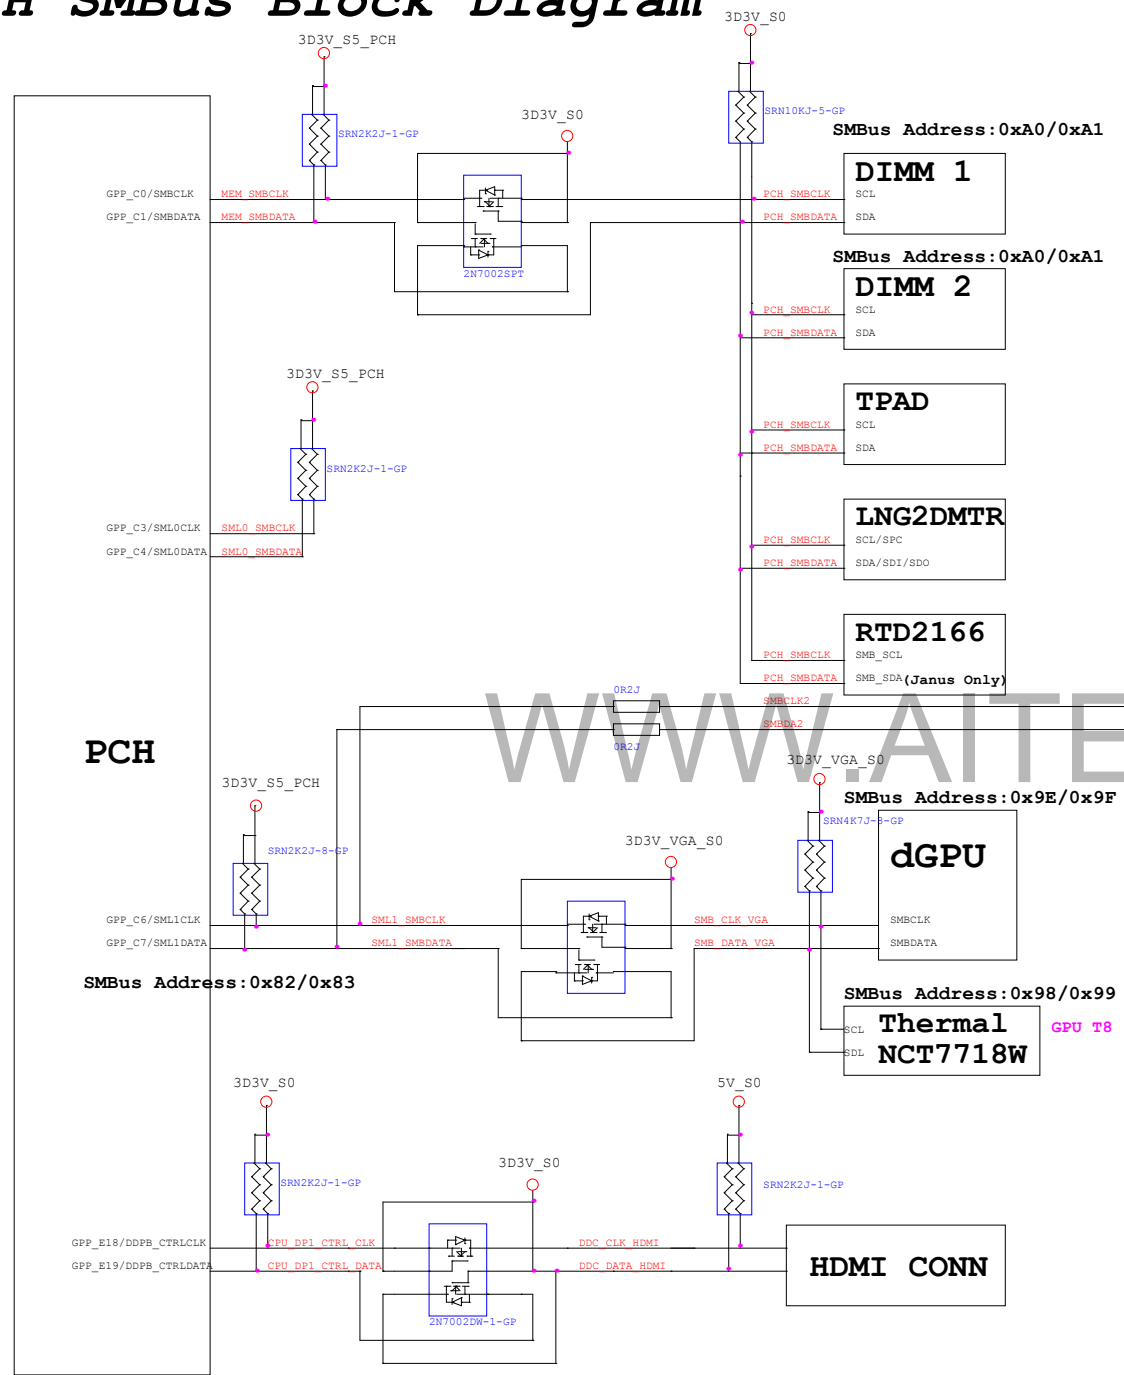 H SMBus Block Diagram
3D3V_S0
3D3V_S5_PCH
SRN10KJ-5-GP
3D3V_S0
SRN2K2J-1-GP
SMBus Address:0xA0/0xA1
DIMM 1
GPP_C0/SMBCLK MEM_SMBCLK PCH_SMBCLK SCL
GPP_C1/SMBDATA MEM_SMBDATA PCH_SMBDATA SDA
SMBus Address:0xA0/0xA1
2N7002SPT
DIMM 2
PCH_SMBCLK SCL
PCH_SMBDATA SDA
3D3V_S5_PCH
TPAD
PCH_SMBCLK SCL
PCH_SMBDATA SDA
SRN2K2J-1-GP
LNG2DMTR
GPP_C3/SML0CLK SML0_SMBCLK
PCH_SMBCLK SCL/SPC
GPP_C4/SML0DATA SML0_SMBDATA
PCH_SMBDATA SDA/SDI/SDO
RTD2166
PCH_SMBCLK SMB_SCL
PCH_SMBDATA SMB_SDA(Janus Only)
0R2J
SMBCLK2
SMBDA2
0R2J
WWW.AITE
PCH
3D3V_VGA_S0
3D3V_S5_PCH
SMBus Address:0x9E/0x9F
SRN4K7J-8-GP
3D3V_VGA_S0
SRN2K2J-8-GP
dGPU
GPP_C6/SML1CLK SML1_SMBCLK SMB_CLK_VGA SMBCLK
GPP_C7/SML1DATA SML1_SMBDATA SMB_DATA_VGA SMBDATA
SMBus Address:0x82/0x83
SMBus Address:0x98/0x99
SCL Thermal GPU T8
SDL NCT7718W
3D3V_S0
5V_S0
3D3V_S0
SRN2K2J-1-GP
SRN2K2J-1-GP
GPP_E18/DDPB_CTRLCLK CPU_DP1_CTRL_CLK DDC_CLK_HDMI
GPP_E19/DDPB_CTRLDATA CPU_DP1_CTRL_DATA DDC_DATA_HDMI
HDMI CONN
2N7002DW-1-GP